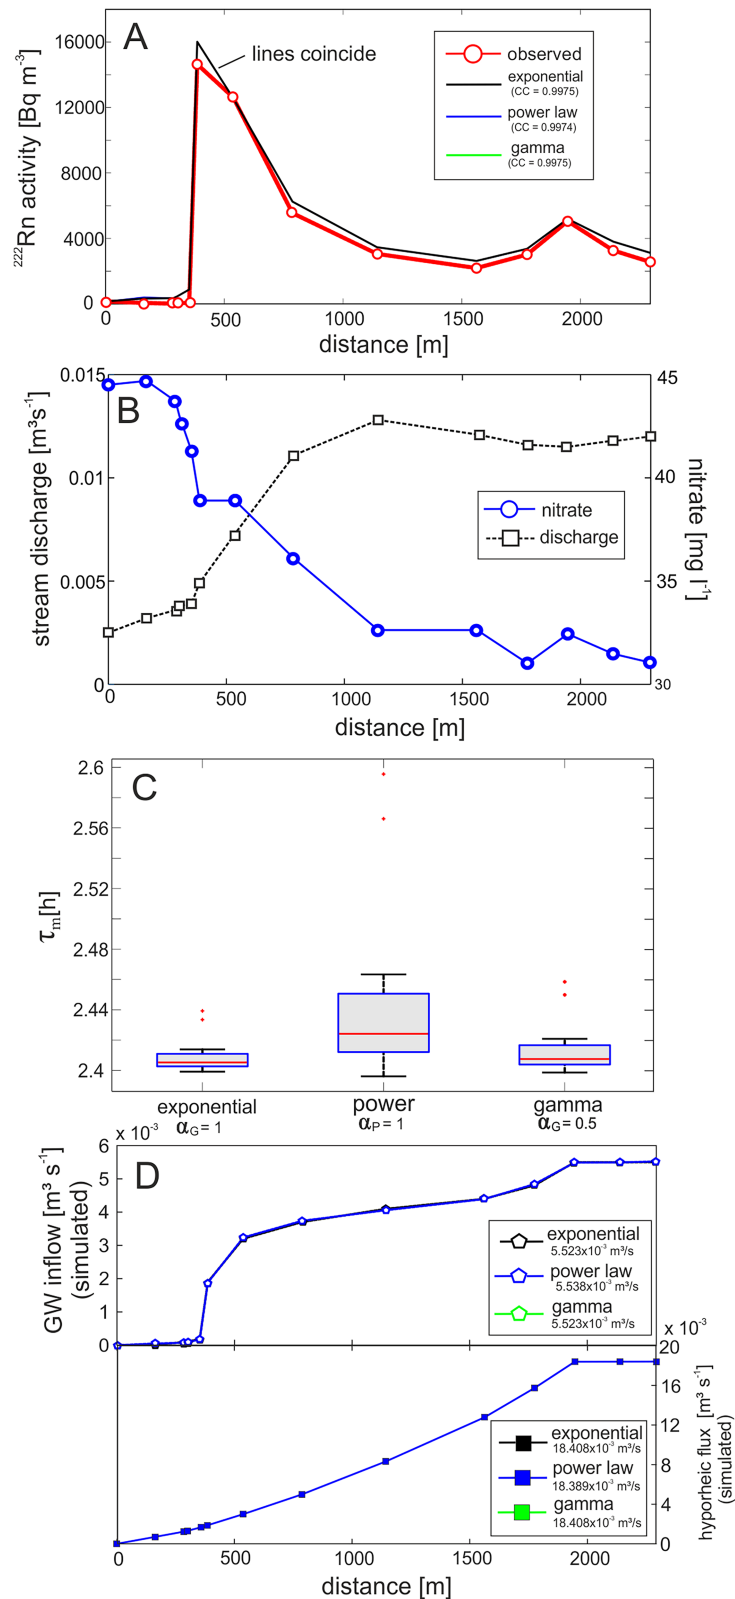 A
lines coincide
observed
exponential
(CC = 0.9975)
power law
(CC = 0.9974)
gamma
(CC = 0.9975)
²²²Rn activity [Bq m⁻³]
16000
12000
8000
4000
0
0 500 1000 1500 2000
distance [m]
B
stream discharge [m³s⁻¹]
0.015
0.01
0.005
0
45
40
35
30
nitrate [mg l⁻¹]
nitrate
discharge
0 500 1000 1500 2000
distance [m]
C
τm[h]
2.6
2.56
2.52
2.48
2.44
2.4
exponential power gamma
αG = 1 αP = 1 αG = 0.5
x 10⁻³
D
GW inflow [m³ s⁻¹]
(simulated)
6
5
4
3
2
1
0
exponential
5.523x10⁻³ m³/s
power law
5.538x10⁻³ m³/s
gamma
5.523x10⁻³ m³/s
x 10⁻³
20
16
12
8
4
0
hyporheic flux [m³ s⁻¹]
(simulated)
exponential
18.408x10⁻³ m³/s
power law
18.389x10⁻³ m³/s
gamma
18.408x10⁻³ m³/s
0 500 1000 1500 2000
distance [m]